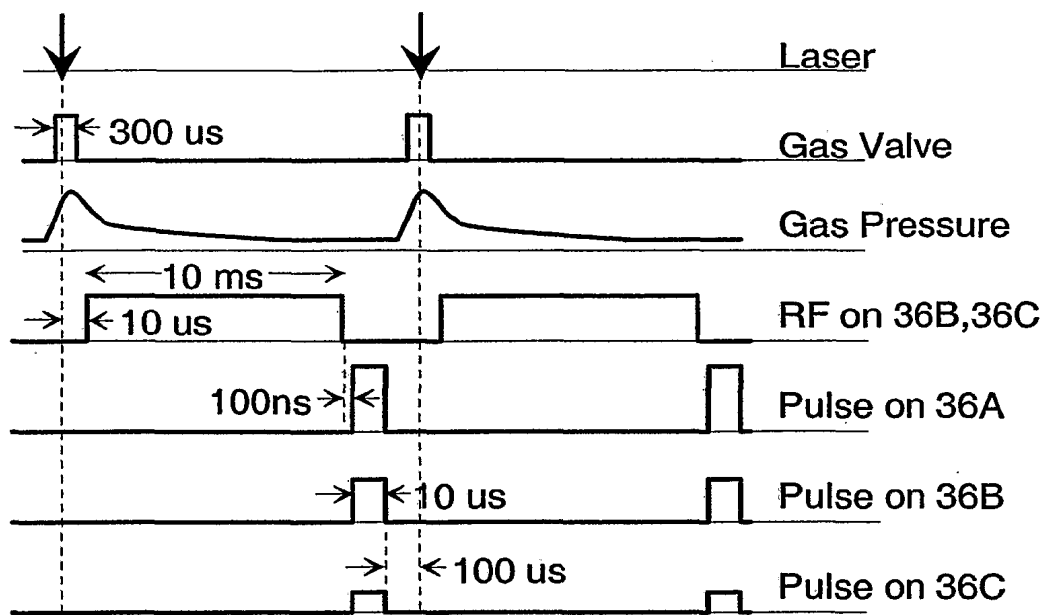 Laser
300 us
Gas Valve
Gas Pressure
10 ms
10 us
RF on 36B,36C
100ns
Pulse on 36A
10 us
Pulse on 36B
100 us
Pulse on 36C